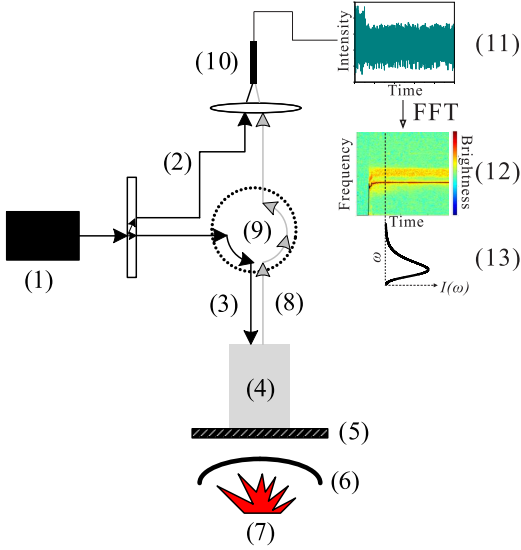 (10)
Intensity
(11)
Time
FFT
(2)
Frequency
Brightness
(12)
Time
(9)
(1)
ω
(13)
I(ω)
(3)
(8)
(4)
(5)
(6)
(7)